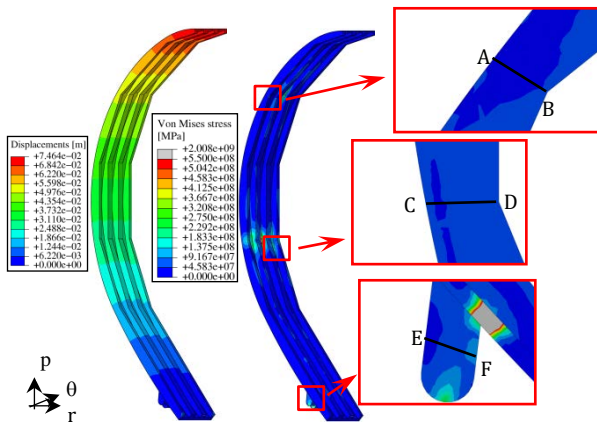 Displacements [m]
+7.464e-02
+6.842e-02
+6.220e-02
+5.598e-02
+4.976e-02
+4.354e-02
+3.732e-02
+3.110e-02
+2.488e-02
+1.866e-02
+1.244e-02
+6.220e-03
+0.000e+00
Von Mises stress
[MPa]
+2.008e+09
+5.500e+08
+5.042e+08
+4.583e+08
+4.125e+08
+3.667e+08
+3.208e+08
+2.750e+08
+2.292e+08
+1.833e+08
+1.375e+08
+9.167e+07
+4.583e+07
+0.000e+00
A
B
C
D
E
F
p
θ
r